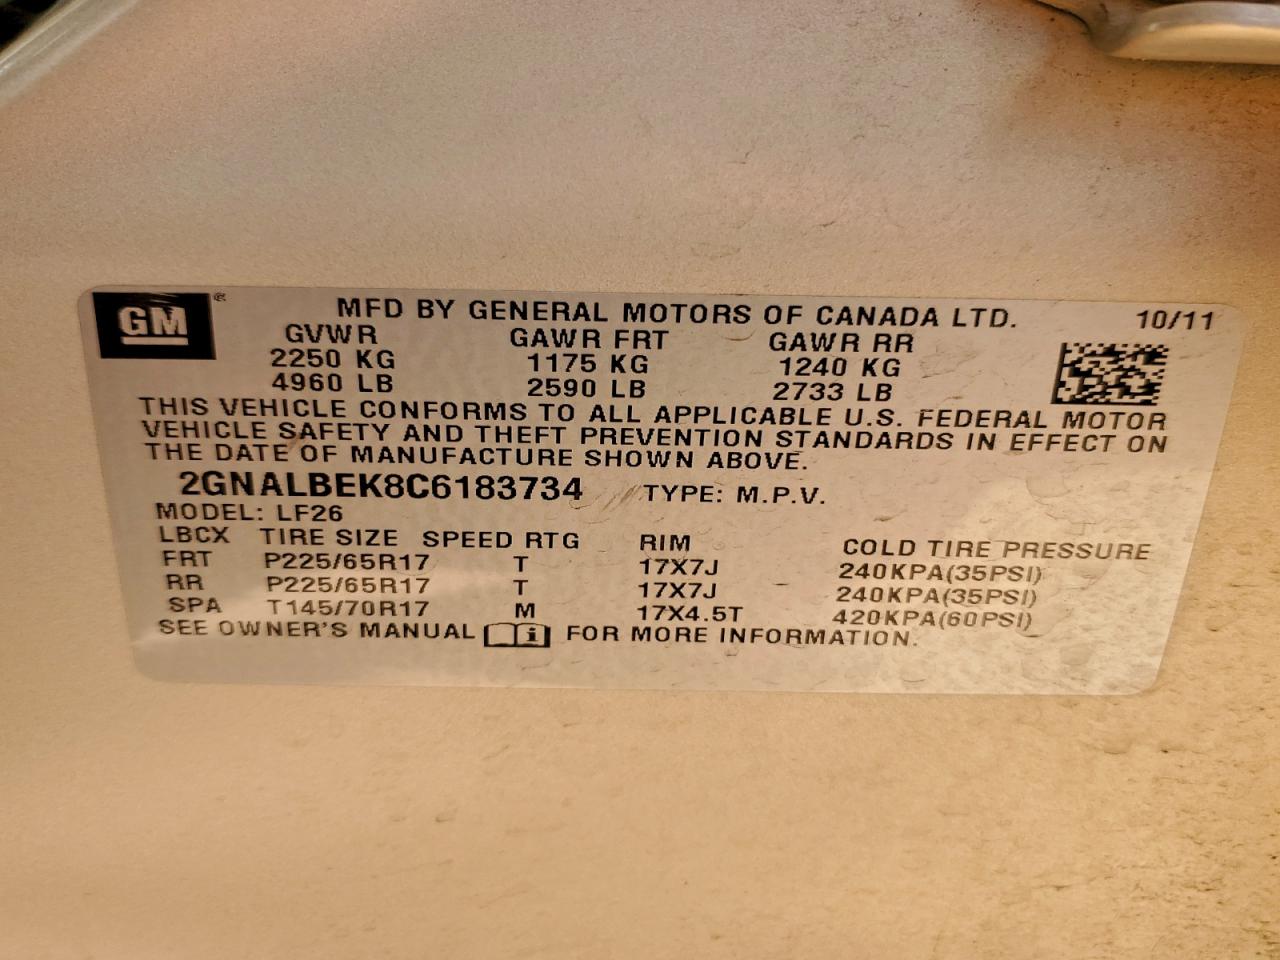 GM
MFD BY GENERAL MOTORS OF CANADA LTD. 10/11
GVWR GAWR FRT GAWR RR
2250 KG 1175 KG 1240 KG
4960 LB 2590 LB 2733 LB
THIS VEHICLE CONFORMS TO ALL APPLICABLE U.S. FEDERAL MOTOR
VEHICLE SAFETY AND THEFT PREVENTION STANDARDS IN EFFECT ON
THE DATE OF MANUFACTURE SHOWN ABOVE.
2GNALBEK8C6183734 TYPE: M.P.V.
MODEL: LF26
LBCX TIRE SIZE SPEED RTG RIM COLD TIRE PRESSURE
FRT P225/65R17 T 17X7J 240KPA(35PSI)
RR P225/65R17 T 17X7J 240KPA(35PSI)
SPA T145/70R17 M 17X4.5T 420KPA(60PSI)
SEE OWNER'S MANUAL i FOR MORE INFORMATION.